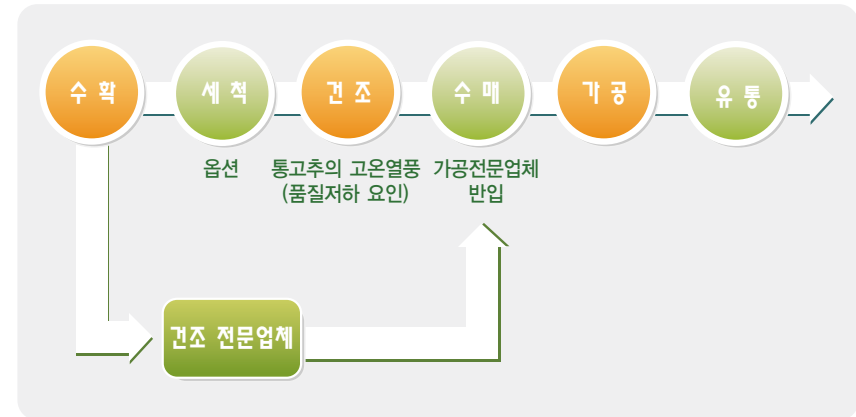 수 확
세 척
건 조
수 매
가 공
유 통
옵션
통고추의 고온열풍
(품질저하 요인)
가공전문업체
반입
건조 전문업체